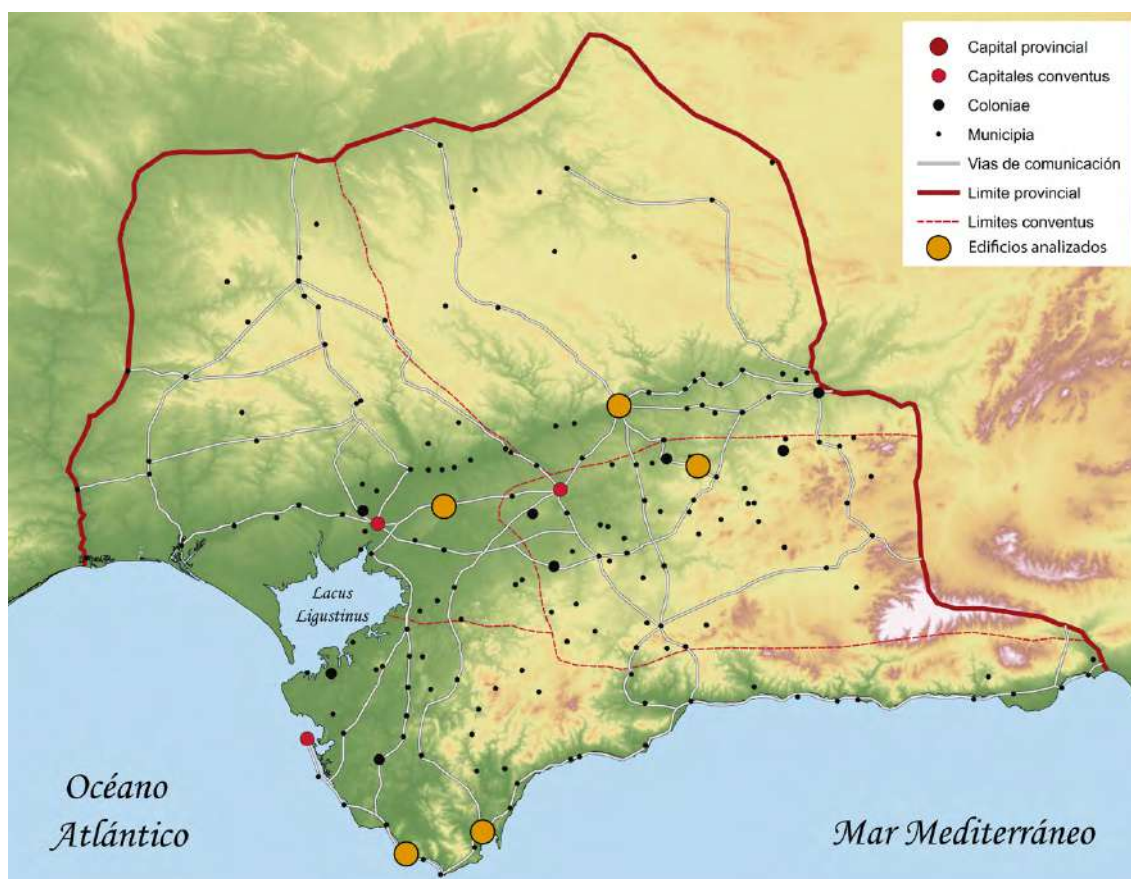 Capital provincial
Capitales conventus
Coloniae
Municipia
Vias de comunicación
Limite provincial
Limites conventus
Edificios analizados
Lacus
Ligustinus
Océano
Atlántico
Mar Mediterráneo